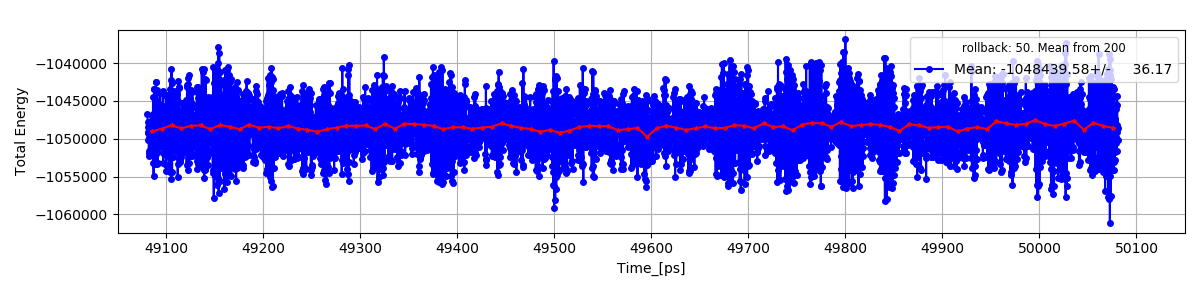 rollback: 50. Mean from 200
Mean: -1048439.58+/- 36.17
Total Energy
−1040000
−1045000
−1050000
−1055000
−1060000
49100 49200 49300 49400 49500 49600 49700 49800 49900 50000 50100
Time_[ps]